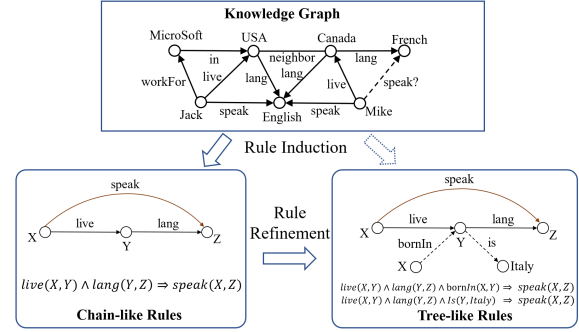 Knowledge Graph
MicroSoft
USA
Canada
French
in
neighbor
lang
workFor
live
lang
lang
live
speak?
Jack
speak
English
speak
Mike
Rule Induction
speak
live
lang
X
Y
Z
live(X,Y) ∧ lang(Y,Z) ⇒ speak(X,Z)
Chain-like Rules
Rule
Refinement
speak
live
lang
X
Y
Z
bornIn
is
X
Italy
live(X,Y) ∧ lang(Y,Z) ∧ bornIn(X,Y) ⇒ speak(X,Z)
live(X,Y) ∧ lang(Y,Z) ∧ Is(Y,Italy) ⇒ speak(X,Z)
Tree-like Rules